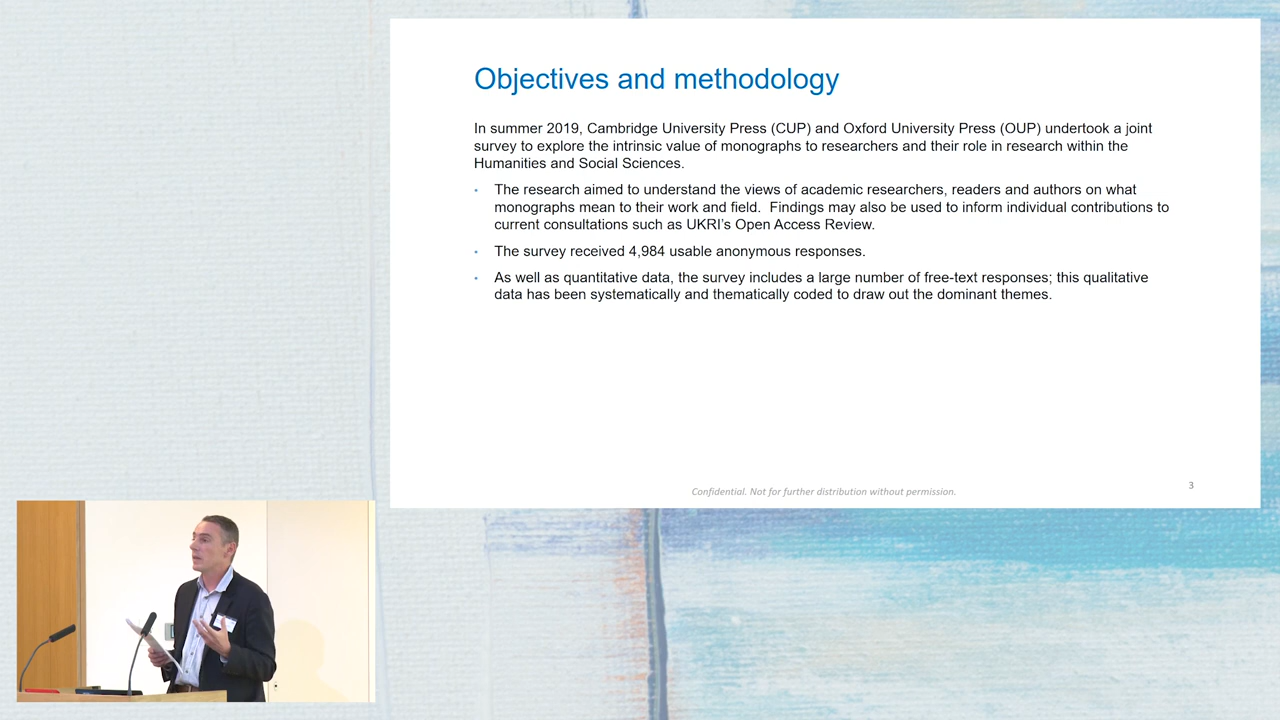 Objectives and methodology
In summer 2019, Cambridge University Press (CUP) and Oxford University Press (OUP) undertook a joint
survey to explore the intrinsic value of monographs to researchers and their role in research within the
Humanities and Social Sciences.
• The research aimed to understand the views of academic researchers, readers and authors on what
monographs mean to their work and field.  Findings may also be used to inform individual contributions to
current consultations such as UKRI's Open Access Review.
• The survey received 4,984 usable anonymous responses.
• As well as quantitative data, the survey includes a large number of free-text responses; this qualitative
data has been systematically and thematically coded to draw out the dominant themes.
Confidential. Not for further distribution without permission.
3